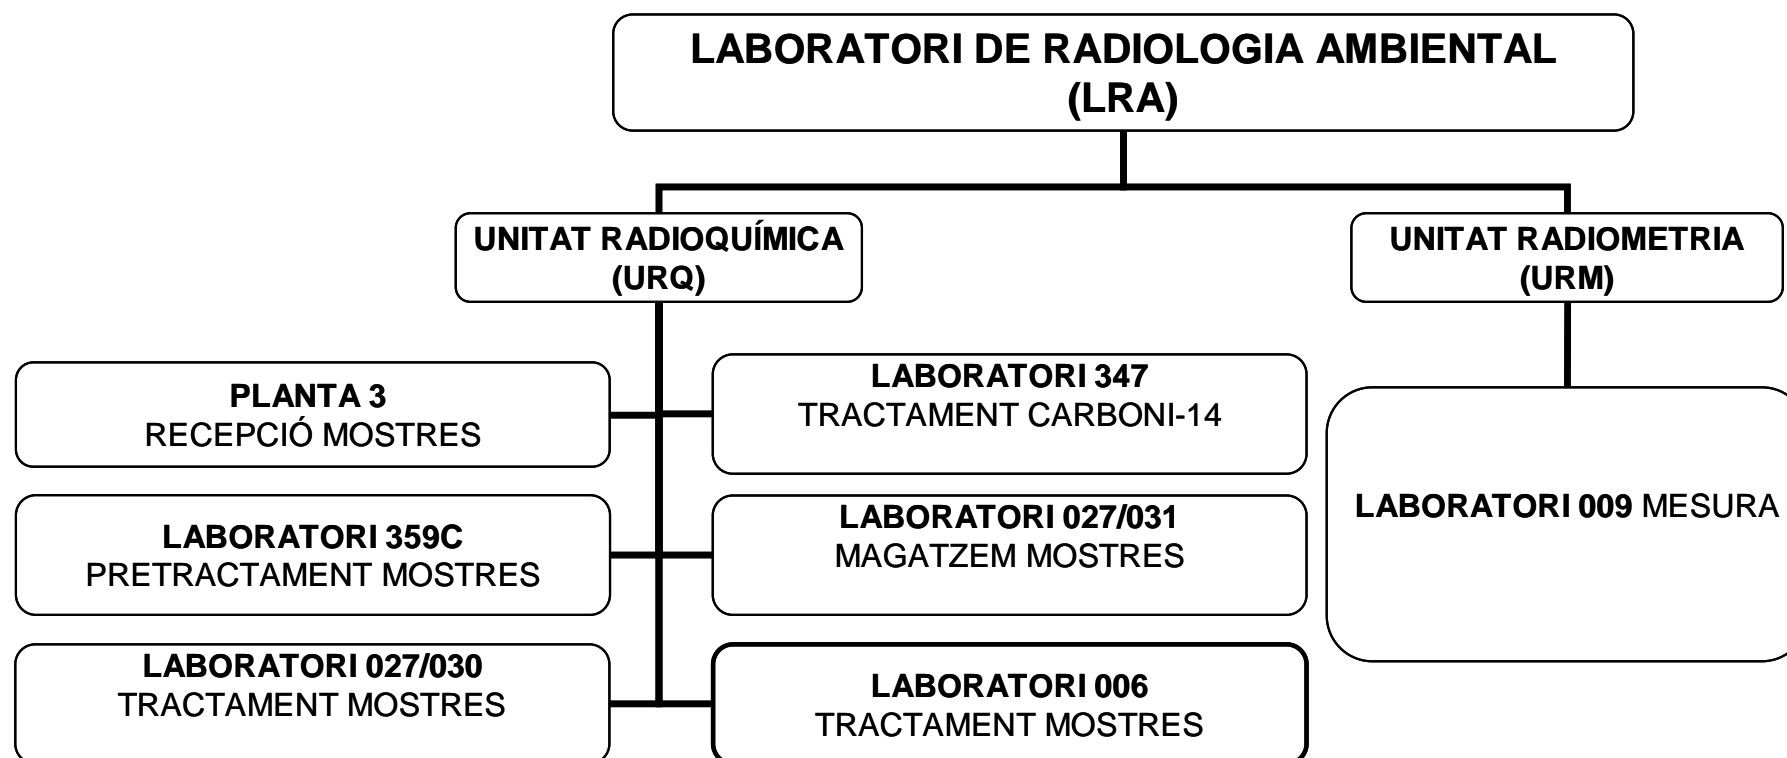 LABORATORI DE RADIOLOGIA AMBIENTAL
(LRA)
UNITAT RADIOQUÍMICA
(URQ)
UNITAT RADIOMETRIA
(URM)
PLANTA 3
RECEPCIÓ MOSTRES
LABORATORI 347
TRACTAMENT CARBONI-14
LABORATORI 359C
PRETRACTAMENT MOSTRES
LABORATORI 027/031
MAGATZEM MOSTRES
LABORATORI 027/030
TRACTAMENT MOSTRES
LABORATORI 006
TRACTAMENT MOSTRES
LABORATORI 009 MESURA